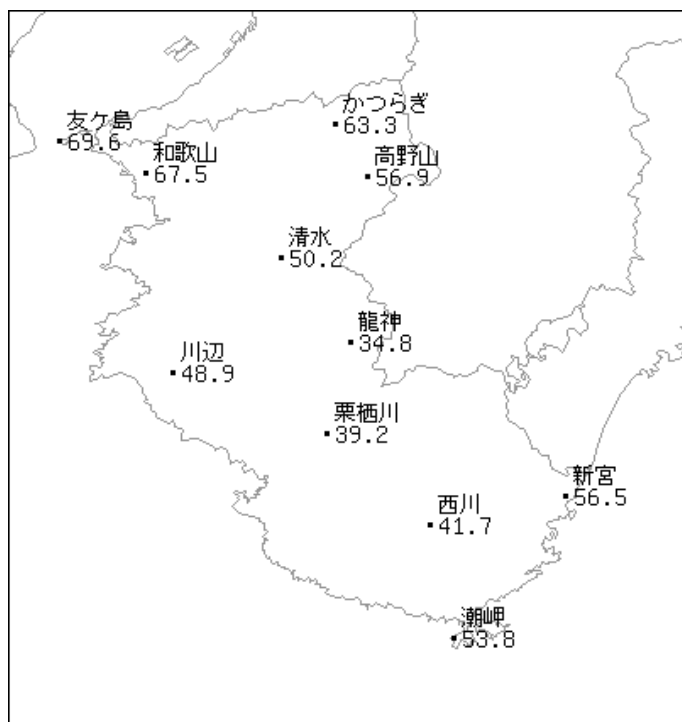 かつらぎ
63.3
友ケ島
69.6
和歌山
67.5
高野山
56.9
清水
50.2
龍神
34.8
川辺
48.9
栗栖川
39.2
新宮
56.5
西川
41.7
潮岬
53.8